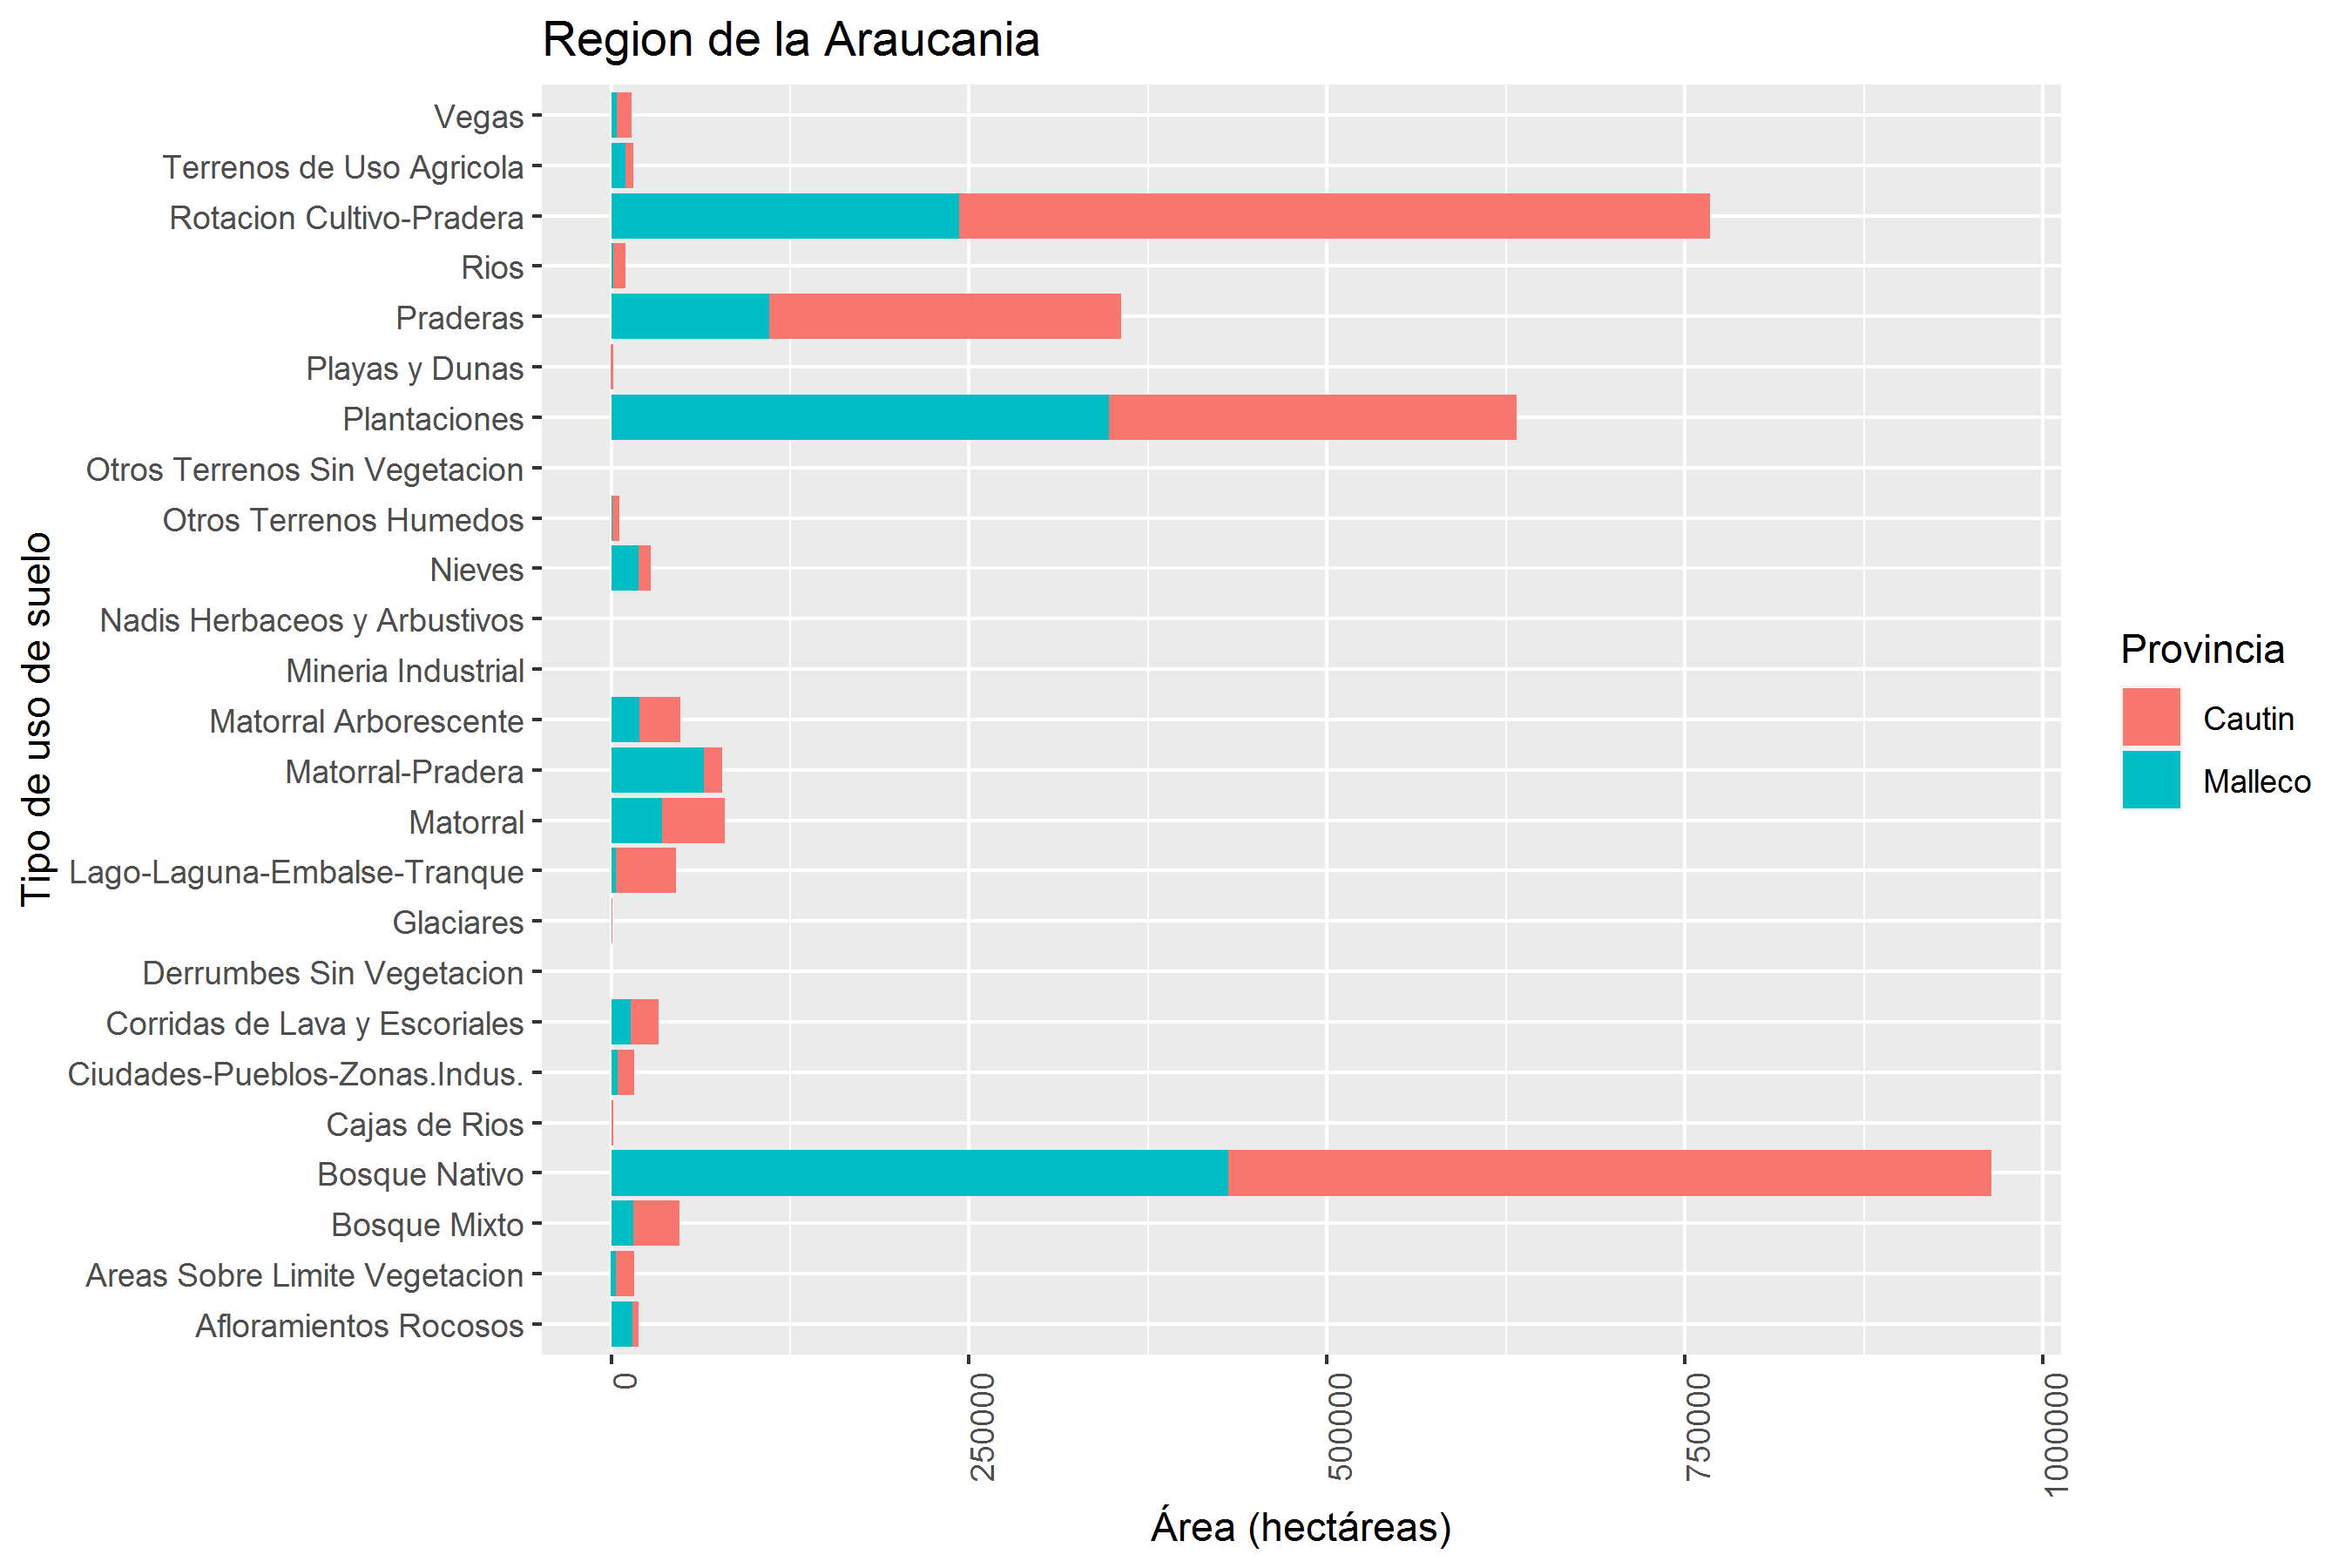 Region de la Araucania
Tipo de uso de suelo
Vegas
Terrenos de Uso Agricola
Rotacion Cultivo-Pradera
Rios
Praderas
Playas y Dunas
Plantaciones
Otros Terrenos Sin Vegetacion
Otros Terrenos Humedos
Nieves
Nadis Herbaceos y Arbustivos
Mineria Industrial
Matorral Arborescente
Matorral-Pradera
Matorral
Lago-Laguna-Embalse-Tranque
Glaciares
Derrumbes Sin Vegetacion
Corridas de Lava y Escoriales
Ciudades-Pueblos-Zonas.Indus.
Cajas de Rios
Bosque Nativo
Bosque Mixto
Areas Sobre Limite Vegetacion
Afloramientos Rocosos
0
250000
500000
750000
1000000
Área (hectáreas)
Provincia
Cautin
Malleco